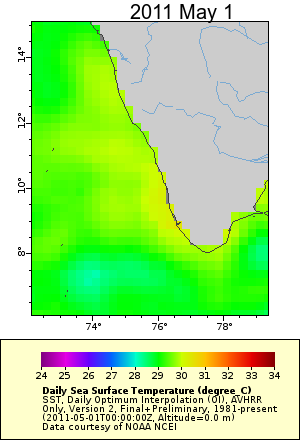 2011 May 1
14°
12°
10°
8°
74°
76°
78°
24 25 26 27 28 29 30 31 32 33 34
Daily Sea Surface Temperature (degree_C)
SST, Daily Optimum Interpolation (OI), AVHRR
Only, Version 2, Final+Preliminary, 1981-present
(2011-05-01T00:00:00Z, Altitude=0.0 m)
Data courtesy of NOAA NCEI